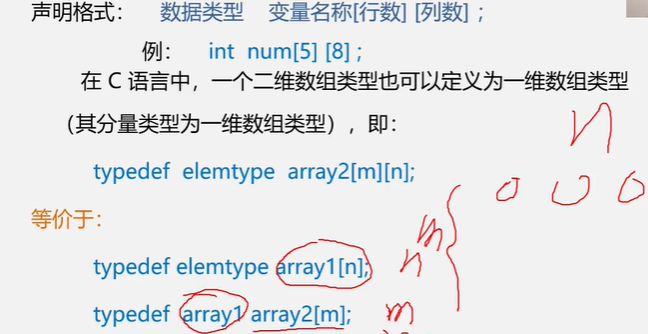 声明格式： 数据类型 变量名称[行数] [列数] ；
例： int num[5] [8] ;
在 C 语言中，一个二维数组类型也可以定义为一维数组类型
（其分量类型为一维数组类型），即：
n
typedef elemtype array2[m][n];
0 0 0
等价于：
m
typedef elemtype array1[n]; n
typedef array1 array2[m]; m